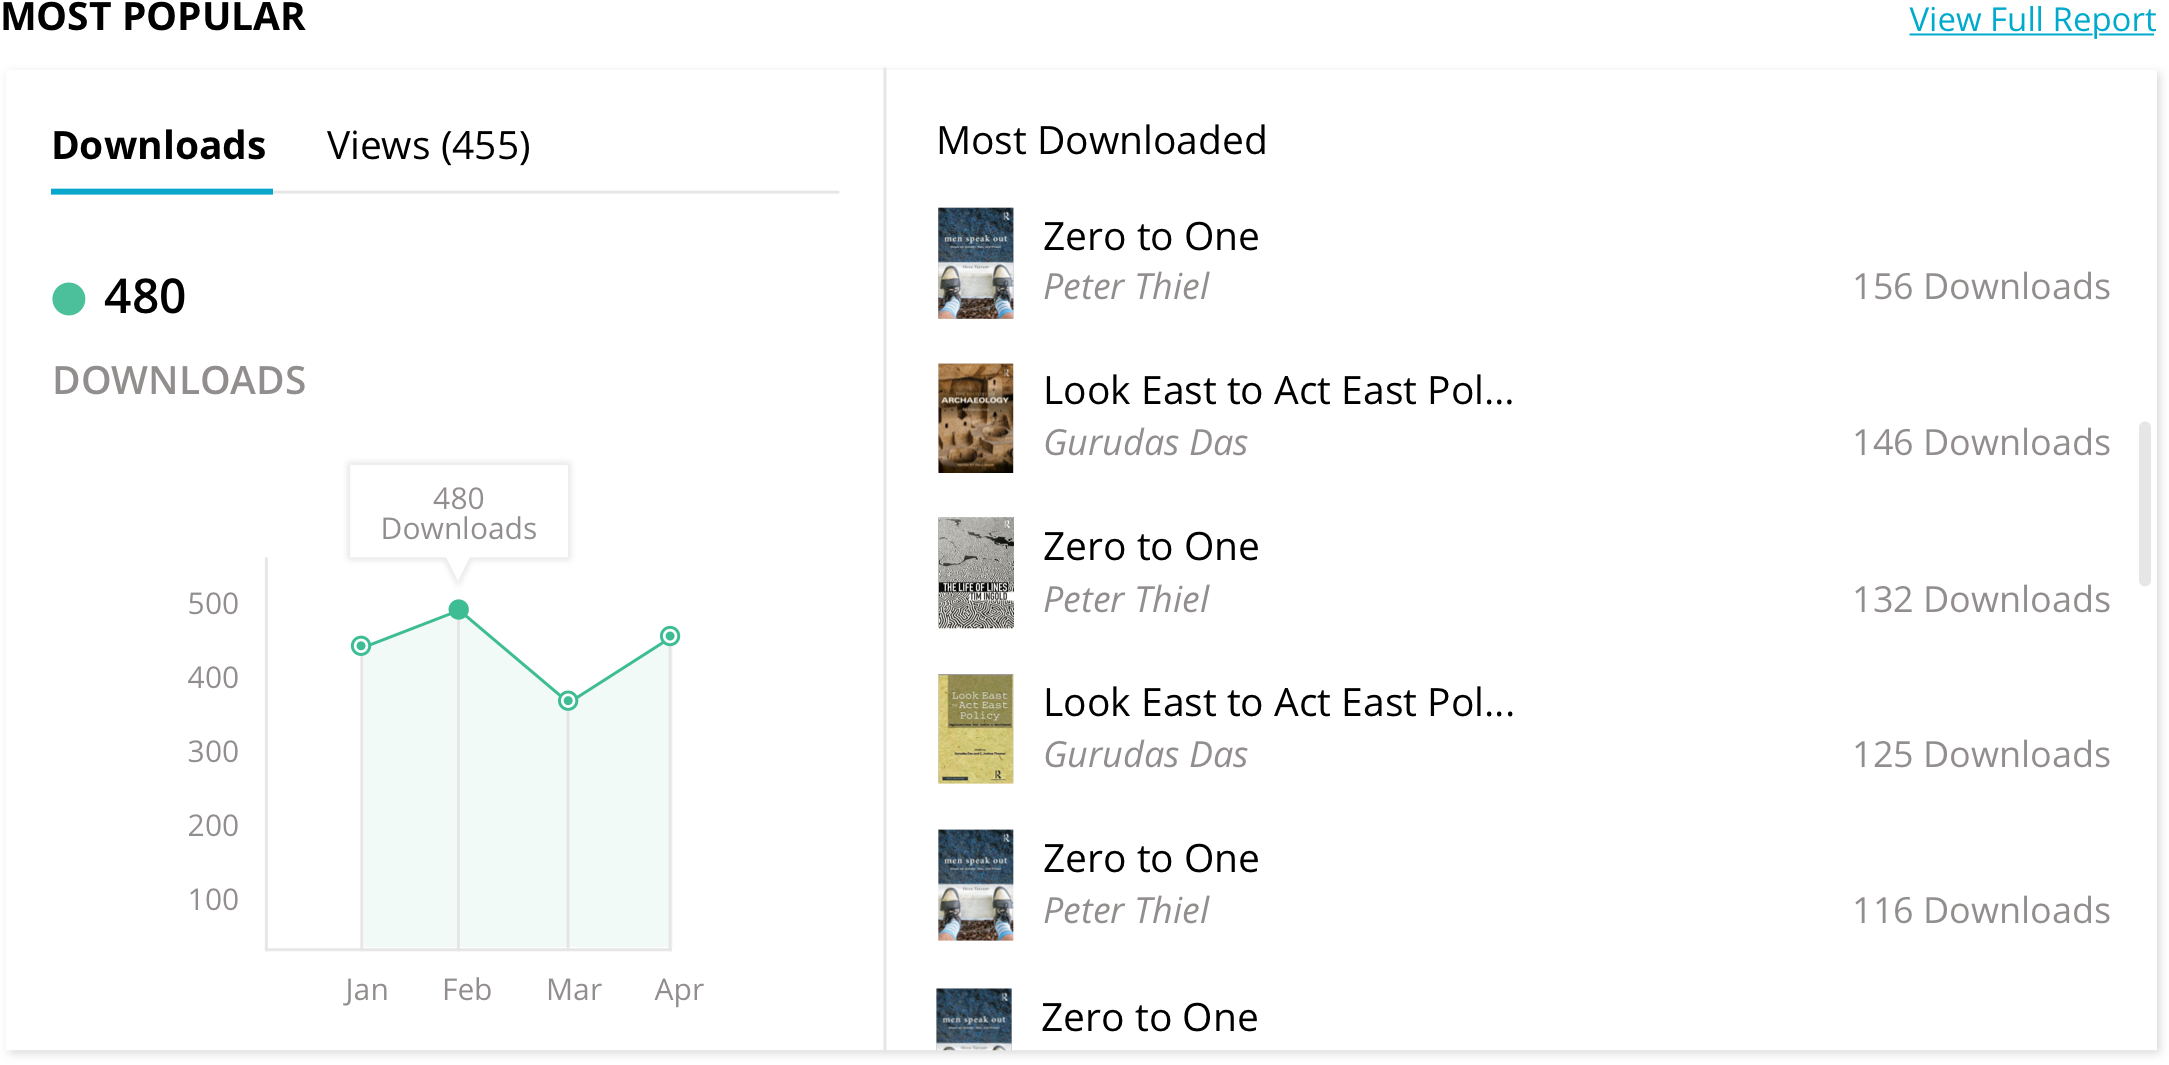 MOST POPULAR
View Full Report
Downloads
Views (455)
480
DOWNLOADS
480
Downloads
500
400
300
200
100
Jan
Feb
Mar
Apr
Most Downloaded
men speak out
Zero to One
Peter Thiel
156 Downloads
ARCHAEOLOGY
Look East to Act East Pol...
Gurudas Das
146 Downloads
THE LIFE OF LINES
TIM INGOLD
Zero to One
Peter Thiel
132 Downloads
Look East
to Act East
Policy
Look East to Act East Pol...
Gurudas Das
125 Downloads
men speak out
Zero to One
Peter Thiel
116 Downloads
men speak out
Zero to One